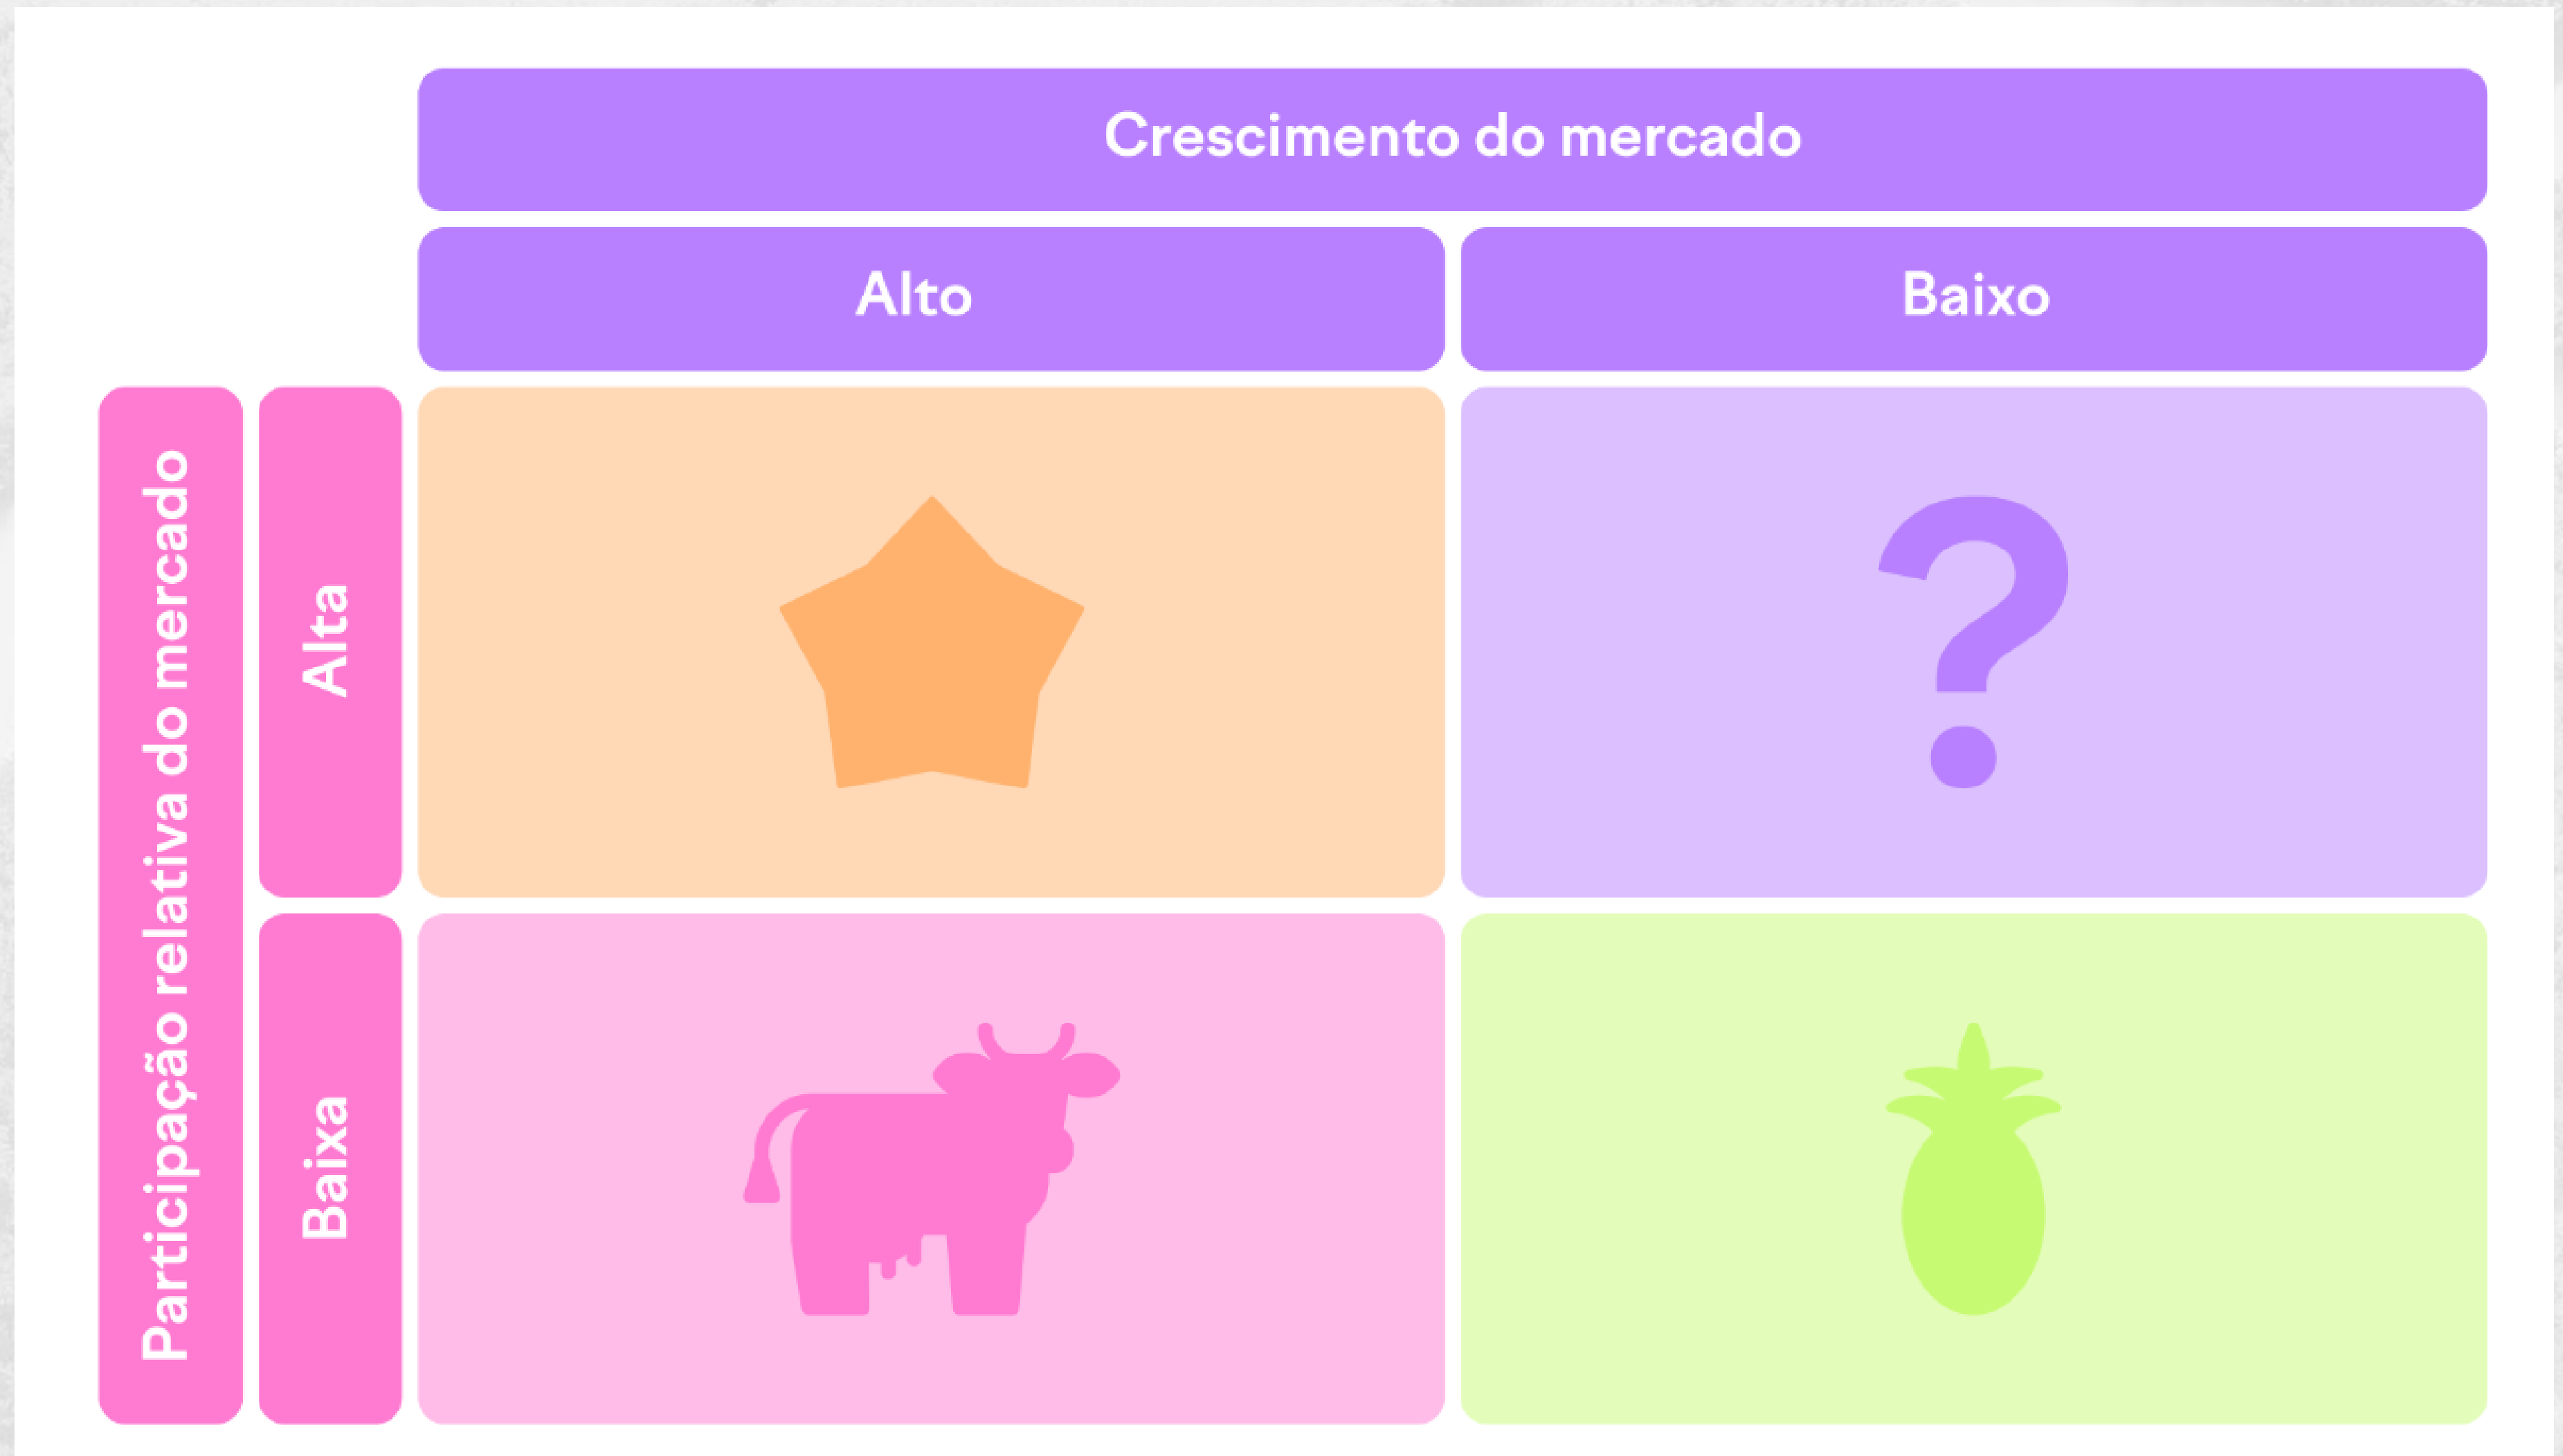 Crescimento do mercado
Alto
Baixo
Participação relativa do mercado
Alta
?
Baixa